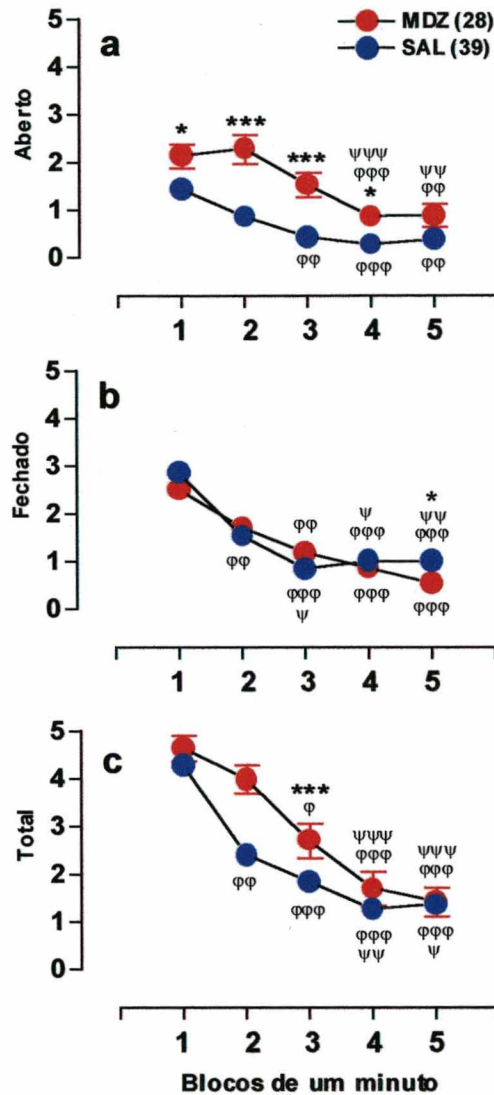 a
MDZ (28)
SAL (39)
Aberto
5
4
3
2
1
0
* *** *** ψψψ ψψ
φφφ φφ
*
φφ φφφ φφ
1 2 3 4 5
b
Fechado
5
4
3
2
1
0
*
φφ ψ ψψ
φφφ φφφ
φφ φφφ φφφ φφφ
ψ
1 2 3 4 5
c
Total
5
4
3
2
1
0
***
φ ψψψ ψψψ
φφφ φφφ
φφ φφφ φφφ φφφ
ψψ ψ
1 2 3 4 5
Blocos de um minuto